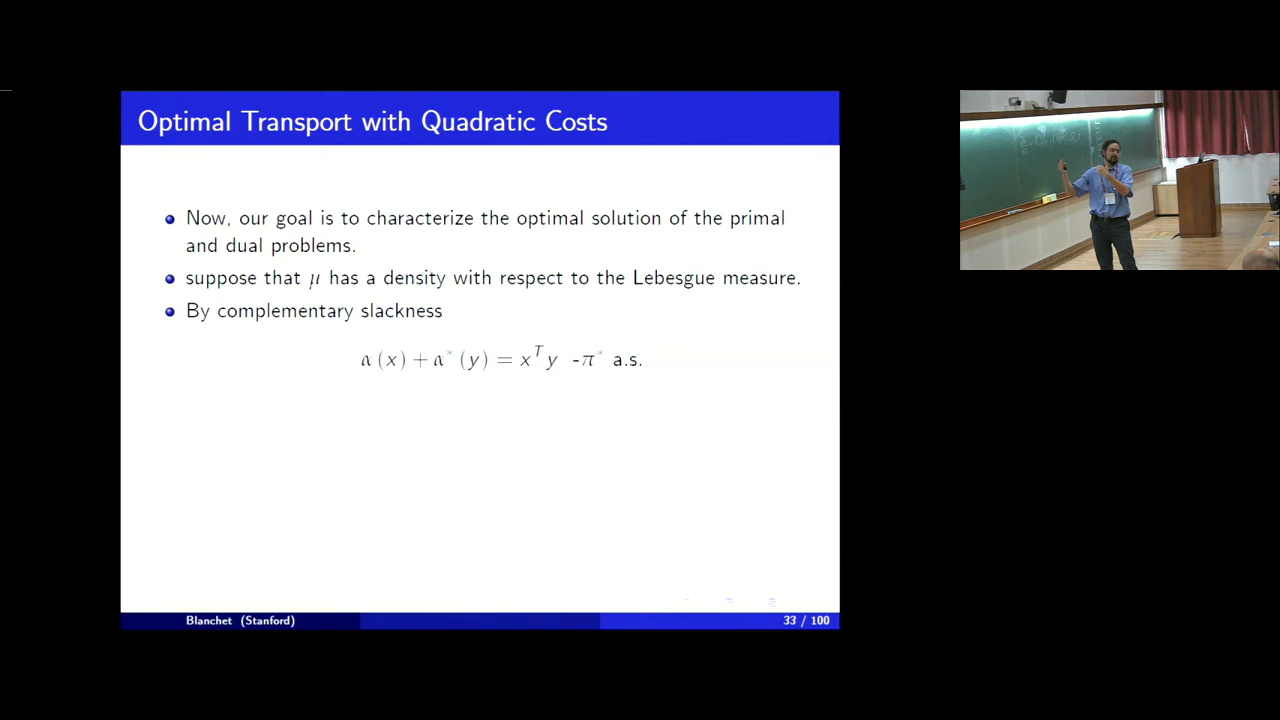 Optimal Transport with Quadratic Costs
Now, our goal is to characterize the optimal solution of the primal
and dual problems.
suppose that μ has a density with respect to the Lebesgue measure.
By complementary slackness
α (x) + α* (y) = xᵀy -π* a.s.
Blanchet (Stanford)
33 / 100